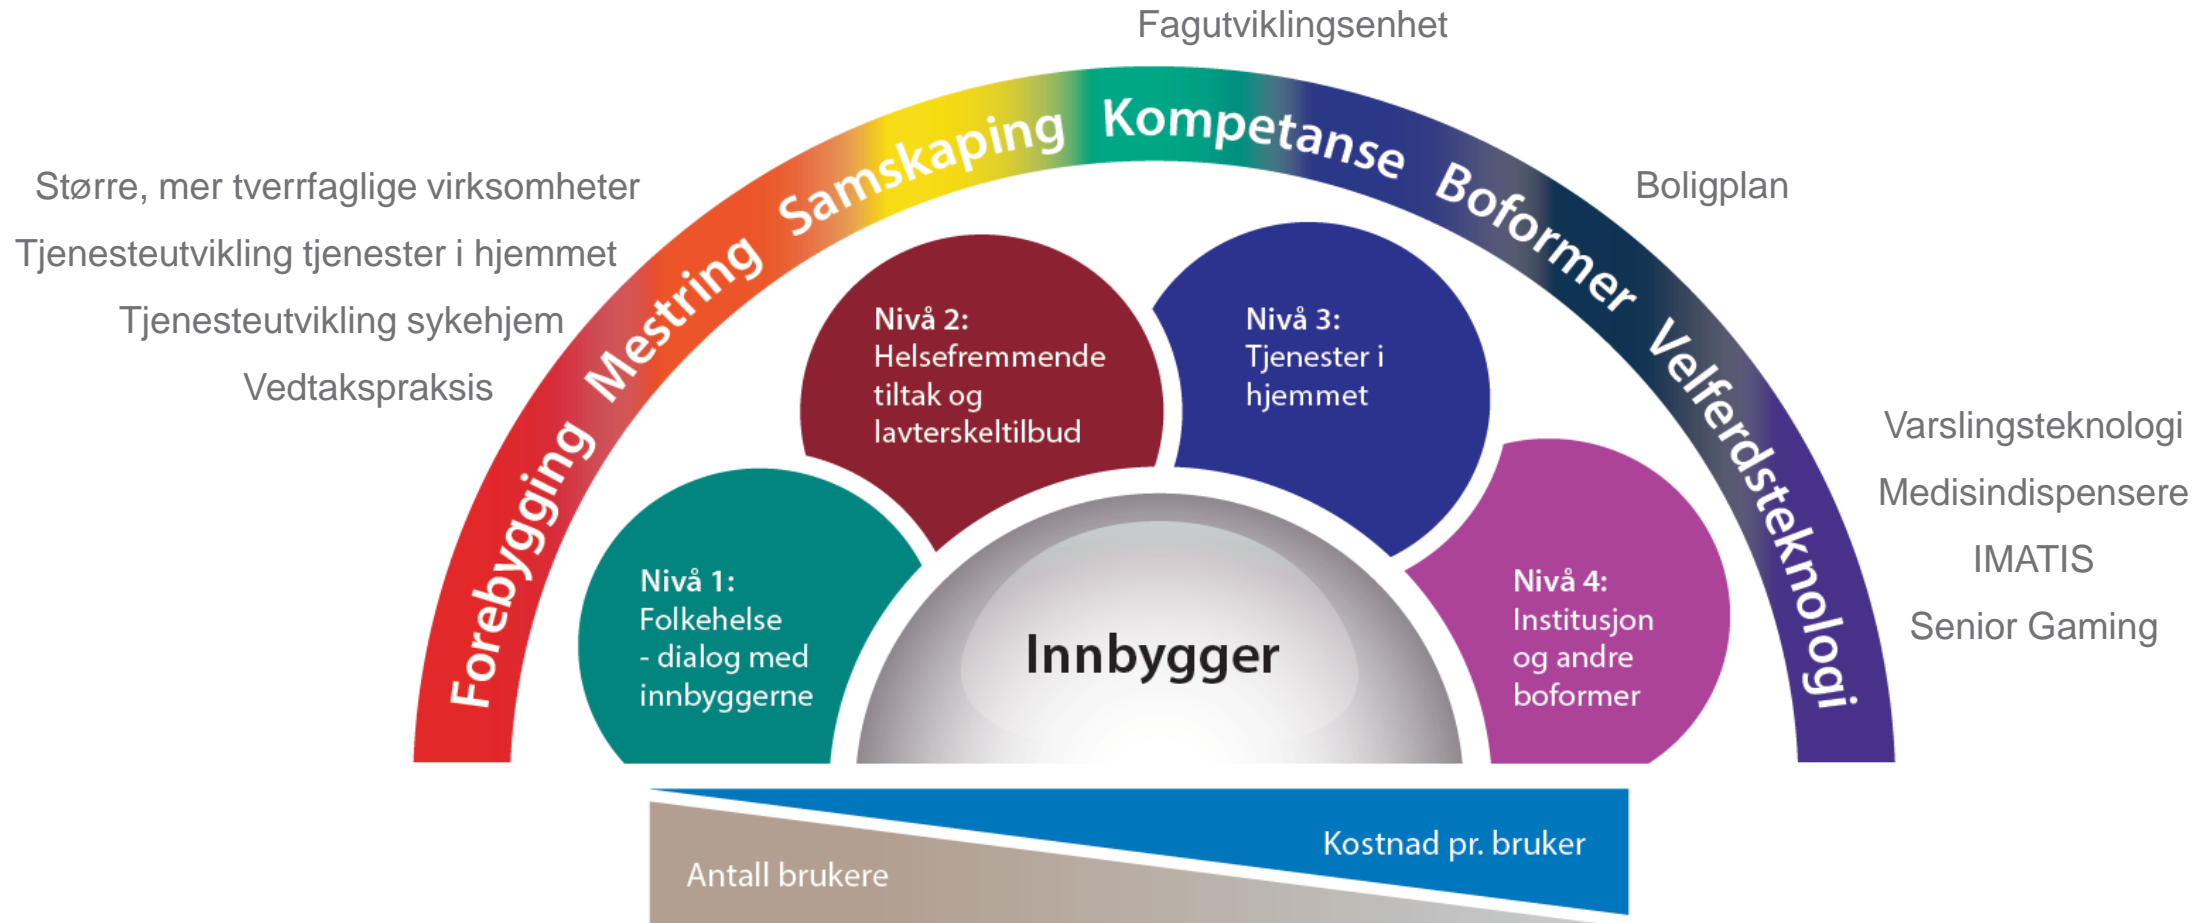 Fagutviklingsenhet
Større, mer tverrfaglige virksomheter
Tjenesteutvikling tjenester i hjemmet
Tjenesteutvikling sykehjem
Vedtakspraksis
Forebygging Mestring Samskaping Kompetanse Boformer Velferdsteknologi
Boligplan
Varslingsteknologi
Medisindispensere
IMATIS
Senior Gaming
Nivå 1:
Folkehelse
- dialog med
innbyggerne
Nivå 2:
Helsefremmende
tiltak og
lavterskeltilbud
Nivå 3:
Tjenester i
hjemmet
Nivå 4:
Institusjon
og andre
boformer
Innbygger
Kostnad pr. bruker
Antall brukere